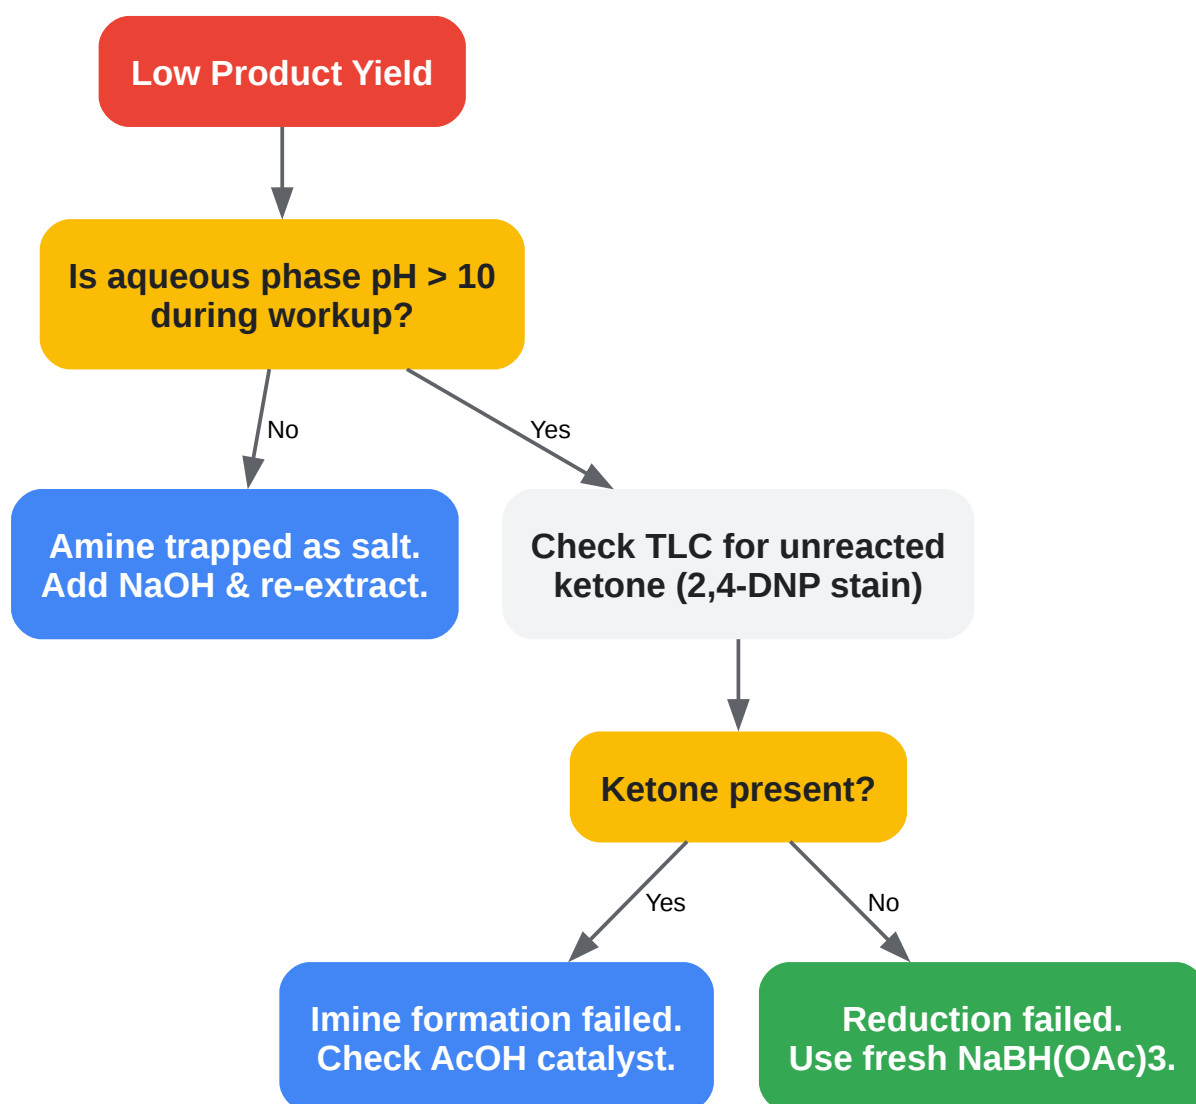 Low Product Yield
Is aqueous phase pH > 10
during workup?
No
Yes
Amine trapped as salt.
Add NaOH & re-extract.
Check TLC for unreacted
ketone (2,4-DNP stain)
Ketone present?
Yes
No
Imine formation failed.
Check AcOH catalyst.
Reduction failed.
Use fresh NaBH(OAc)3.